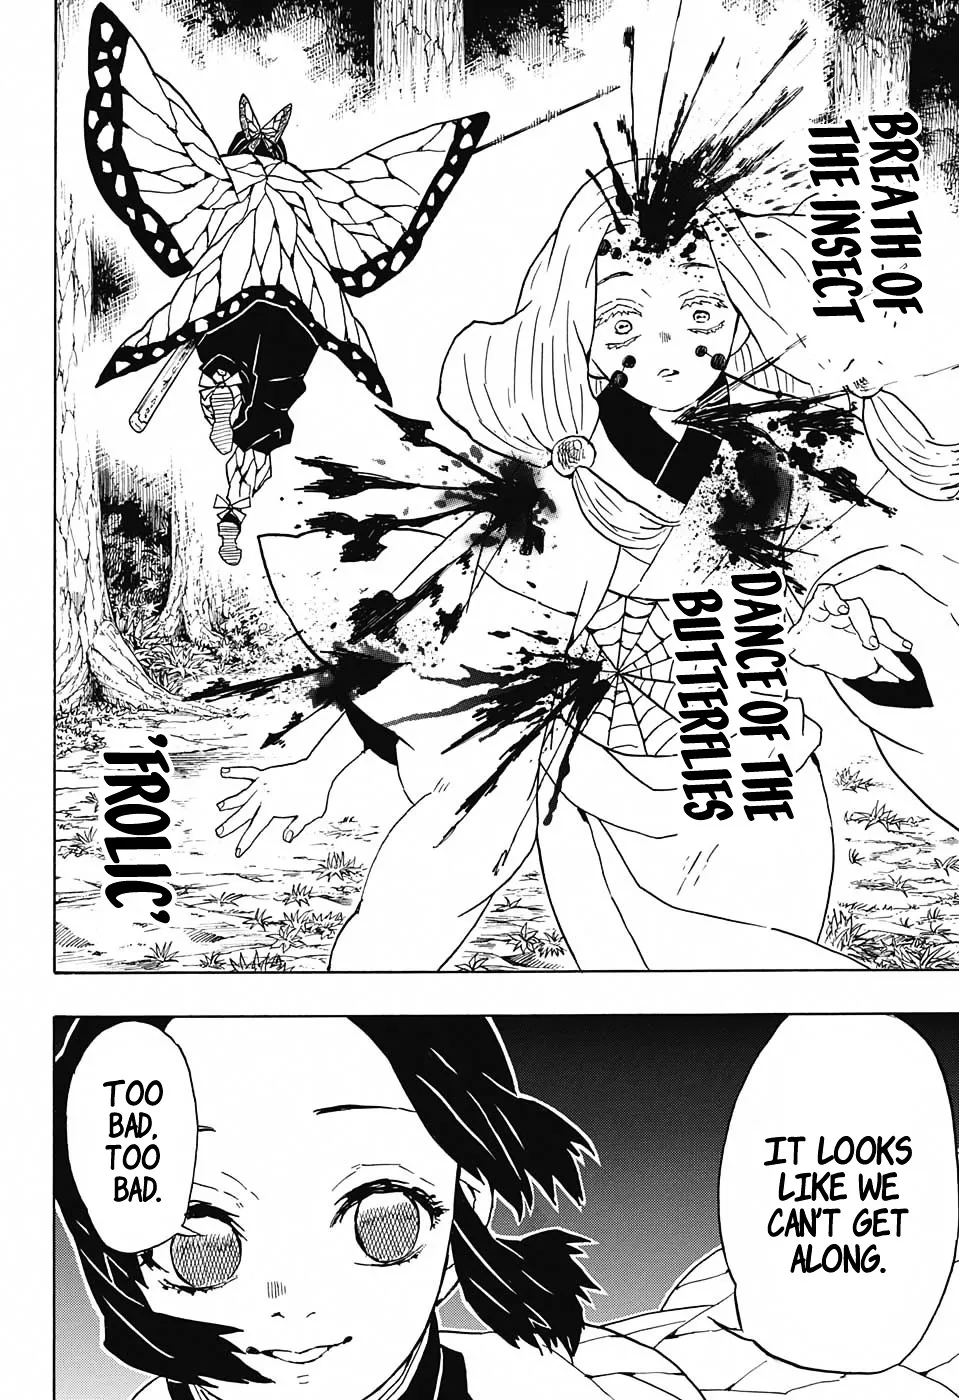 BREATH OF
THE INSECT
DANCE OF THE
BUTTERFLIES
'FROLIC'
IT LOOKS
LIKE WE
CAN'T GET
ALONG.
TOO
BAD,
TOO
BAD.